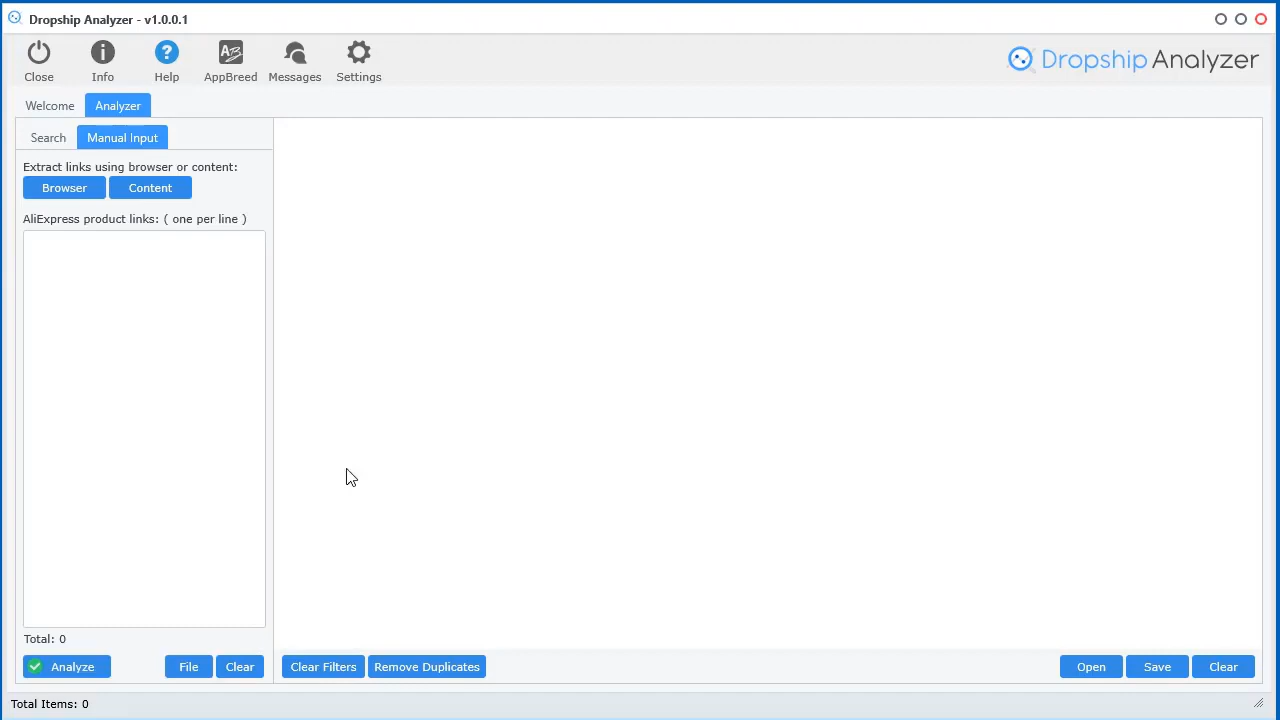 Dropship Analyzer - v1.0.0.1
Close Info Help AppBreed Messages Settings
Dropship Analyzer
Welcome Analyzer
Search Manual Input
Extract links using browser or content:
Browser Content
AliExpress product links: ( one per line )
Total: 0
Analyze File Clear Clear Filters Remove Duplicates Open Save Clear
Total Items: 0